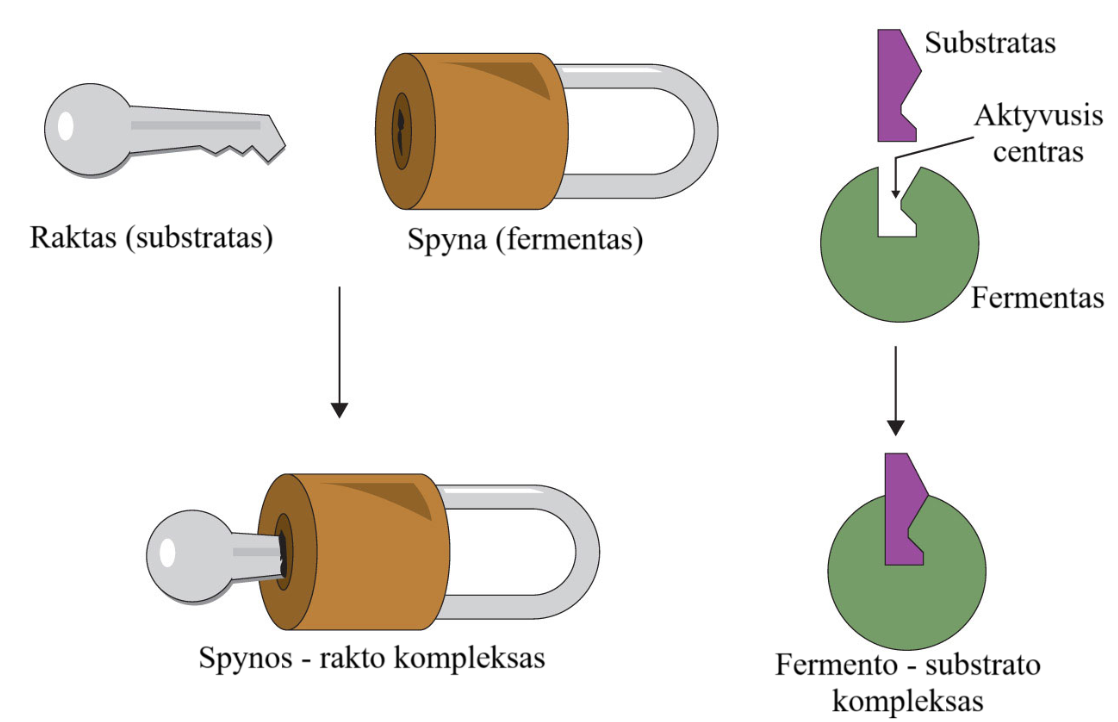 Substratas
Aktyvusis
centras
Raktas (substratas)
Spyna (fermentas)
Fermentas
Spynos - rakto kompleksas
Fermento - substrato
kompleksas